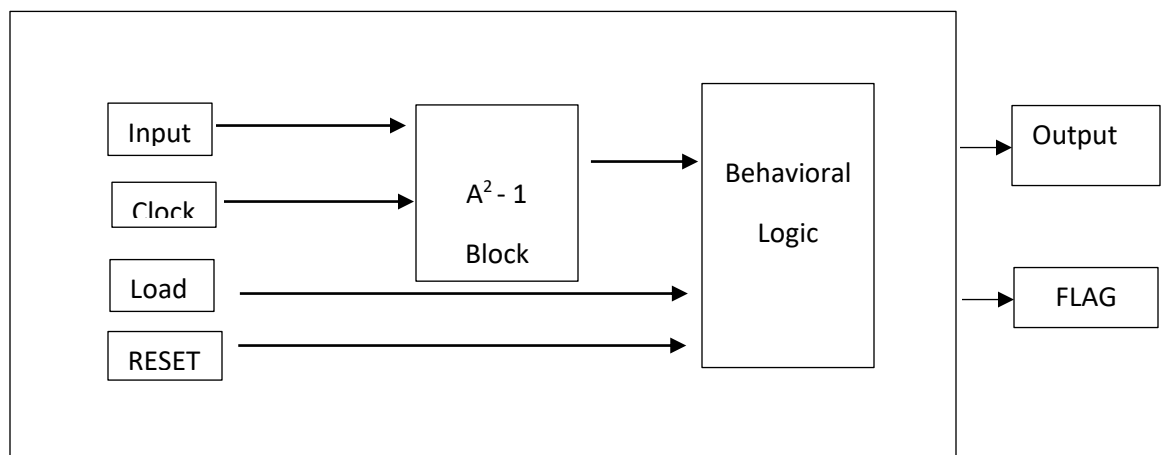 Input
Clock
Load
RESET
A² - 1
Block
Behavioral
Logic
Output
FLAG